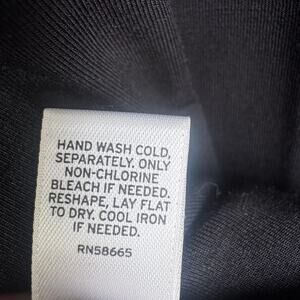 HAND WASH COLD,
SEPARATELY. ONLY
NON-CHLORINE
BLEACH IF NEEDED.
RESHAPE, LAY FLAT
TO DRY. COOL IRON
IF NEEDED.
RN58665